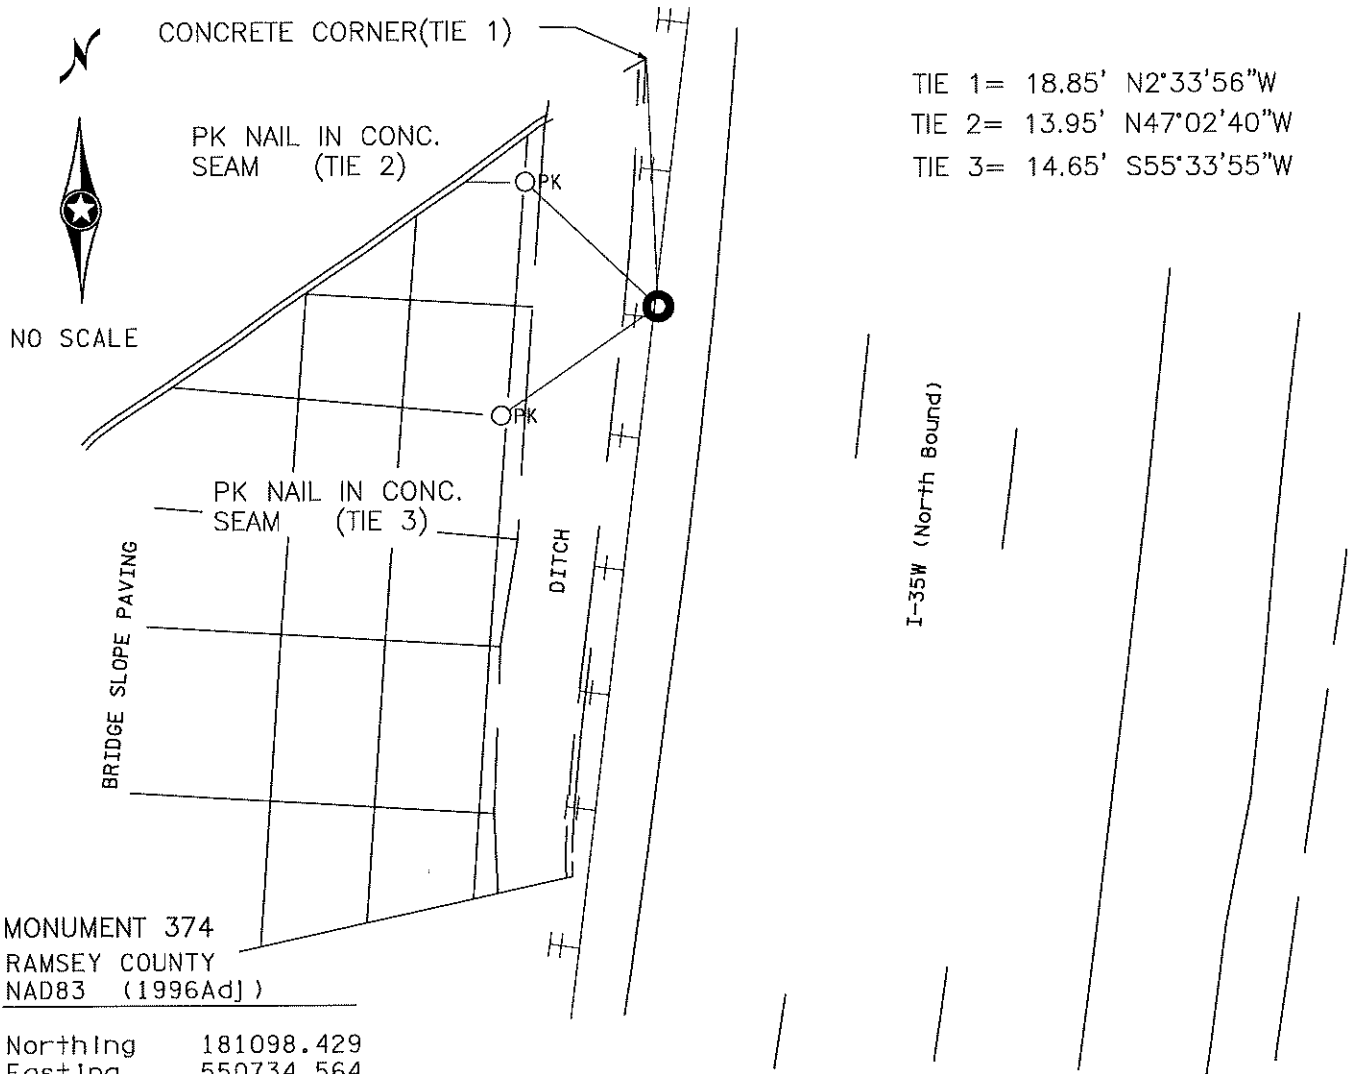 N
CONCRETE CORNER(TIE 1)
TIE 1= 18.85' N2°33'56"W
TIE 2= 13.95' N47°02'40"W
TIE 3= 14.65' S55°33'55"W
PK NAIL IN CONC.
SEAM (TIE 2)
PK
NO SCALE
PK
PK NAIL IN CONC.
SEAM (TIE 3)
DITCH
I-35W (North Bound)
BRIDGE SLOPE PAVING
MONUMENT 374
RAMSEY COUNTY
NAD83 (1996Adj)
Northing 181098.429
Easting 550734.564